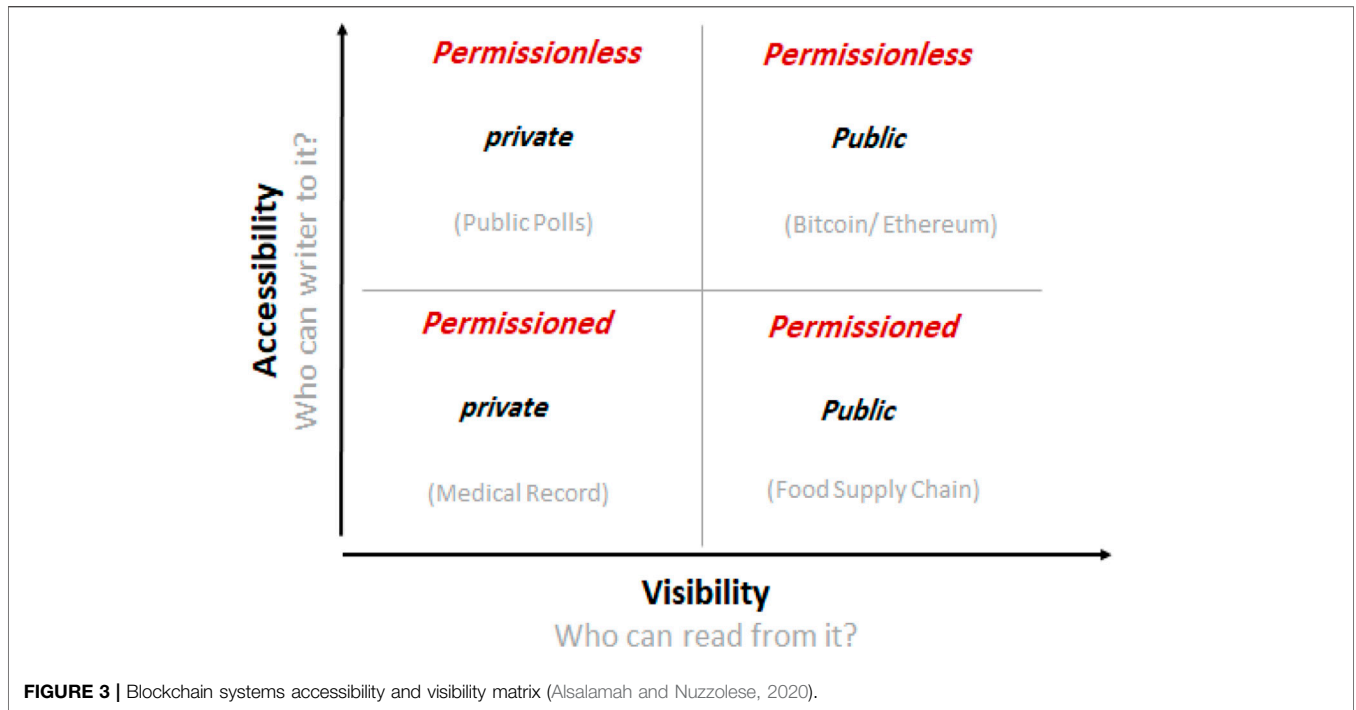 Permissionless
private
(Public Polls)
Permissionless
Public
(Bitcoin/ Ethereum)
Accessibility
Who can writer to it?
Permissioned
private
(Medical Record)
Permissioned
Public
(Food Supply Chain)
Visibility
Who can read from it?
FIGURE 3 | Blockchain systems accessibility and visibility matrix (Alsalamah and Nuzzolese, 2020).